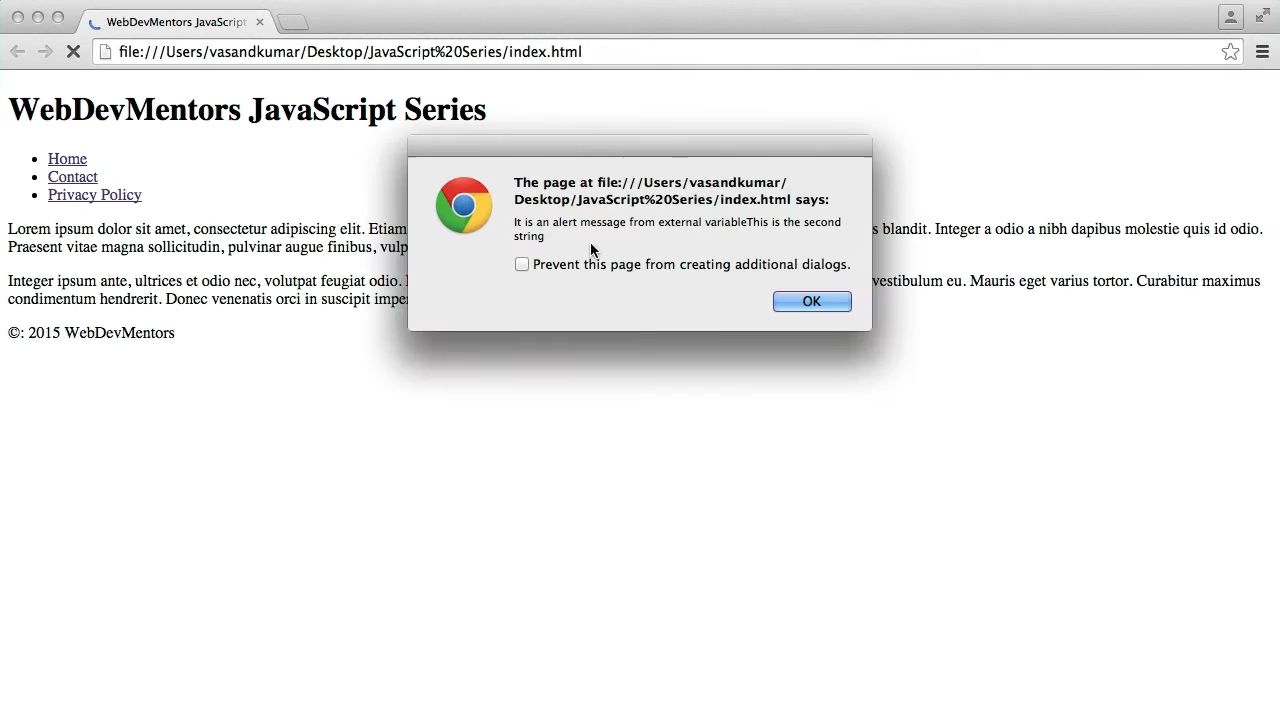 WebDevMentors JavaScript
file:///Users/vasandkumar/Desktop/JavaScript%20Series/index.html
WebDevMentors JavaScript Series
Home
Contact
Privacy Policy
The page at file:///Users/vasandkumar/
Desktop/JavaScript%20Series/index.html says:
It is an alert message from external variableThis is the second
string
Prevent this page from creating additional dialogs.
OK
Lorem ipsum dolor sit amet, consectetur adipiscing elit. Etiam s blandit. Integer a odio a nibh dapibus molestie quis id odio.
Praesent vitae magna sollicitudin, pulvinar augue finibus,
Integer ipsum ante, ultrices et odio nec, volutpat feugiat odio. vestibulum eu. Mauris eget varius tortor. Curabitur maximus
condimentum hendrerit. Donec venenatis orci in suscipit
©: 2015 WebDevMentors